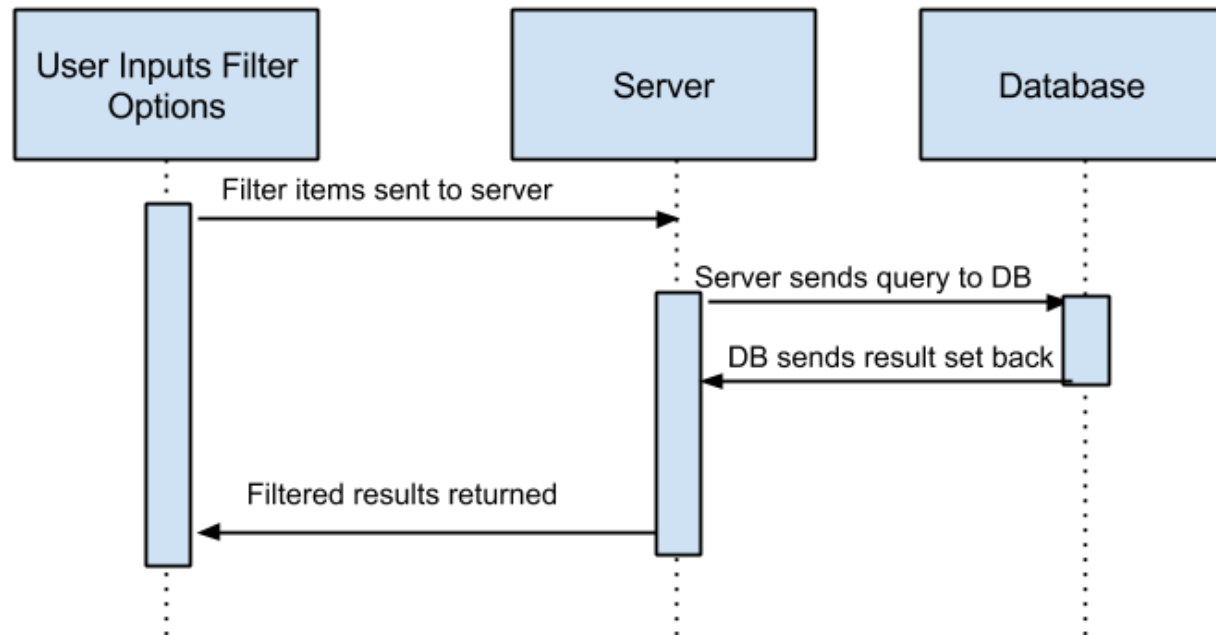 User Inputs Filter
Options
Server
Database
Filter items sent to server
Server sends query to DB
DB sends result set back
Filtered results returned